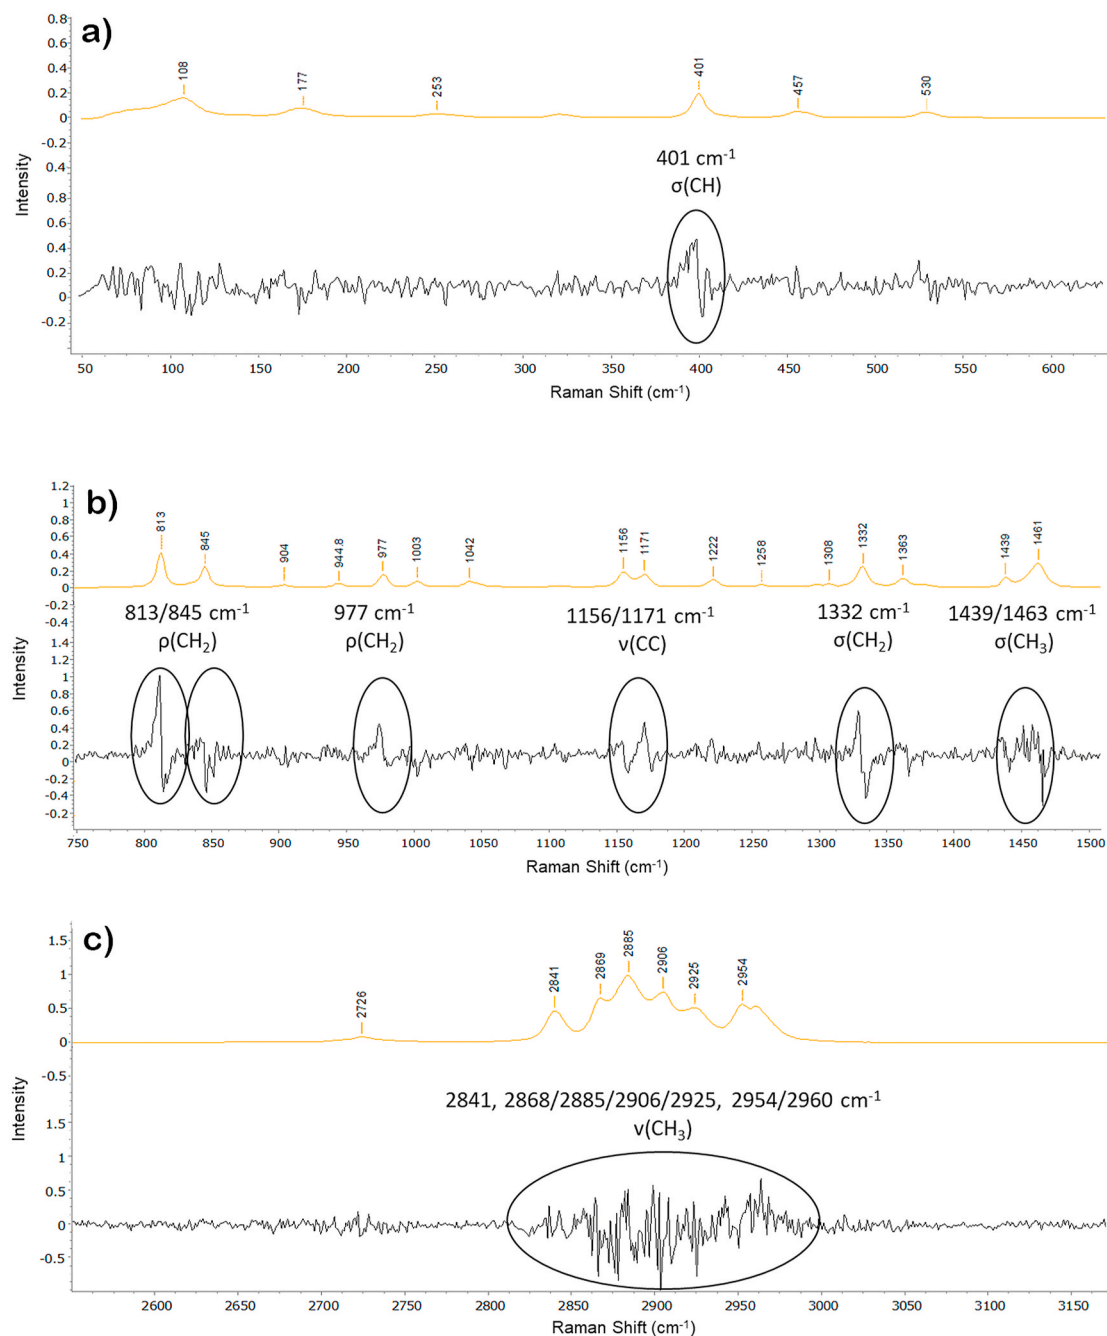 a)
0.8
0.6
0.4
0.2
0
-0.2
0.4
0.8
0.6
0.4
0.2
0
-0.2
Intensity
108
177
253
401
457
530
401 cm⁻¹
σ(CH)
50 100 150 200 250 300 350 400 450 500 550 600
Raman Shift (cm⁻¹)
b)
1.2
1
0.8
0.6
0.4
0.2
0
-0.2
-0.2
1.4
1.2
1
0.8
0.6
0.4
0.2
0
-0.2
-0.4
-0.2
Intensity
813
845
904
944.8
977
1003
1042
1156
1171
1222
1258
1308
1332
1363
1439
1461
813/845 cm⁻¹
ρ(CH₂)
977 cm⁻¹
ρ(CH₂)
1156/1171 cm⁻¹
ν(CC)
1332 cm⁻¹
σ(CH₂)
1439/1463 cm⁻¹
σ(CH₃)
750 800 850 900 950 1000 1050 1100 1150 1200 1250 1300 1350 1400 1450 1500
Raman Shift (cm⁻¹)
c)
1.5
1
0.5
0
-0.5
1.5
1
0.5
0
-0.5
Intensity
2726
2841
2869
2885
2906
2925
2954
2841, 2868/2885/2906/2925, 2954/2960 cm⁻¹
ν(CH₃)
2600 2650 2700 2750 2800 2850 2900 2950 3000 3050 3100 3150
Raman Shift (cm⁻¹)